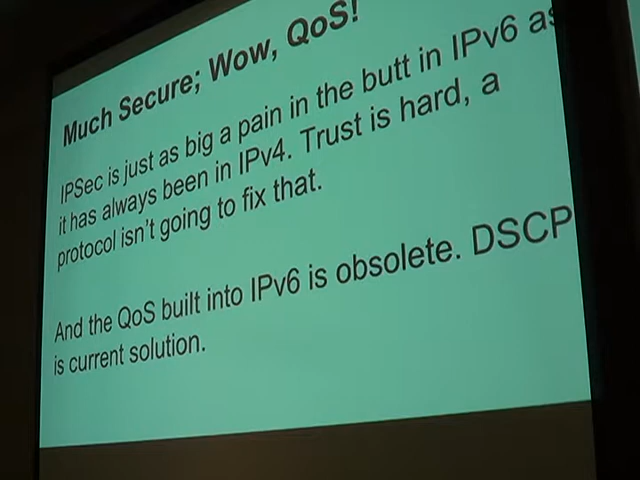 Much Secure; Wow, QoS!
IPSec is just as big a pain in the butt in IPv6 as
it has always been in IPv4. Trust is hard, a
protocol isn't going to fix that.
And the QoS built into IPv6 is obsolete. DSCP
is current solution.